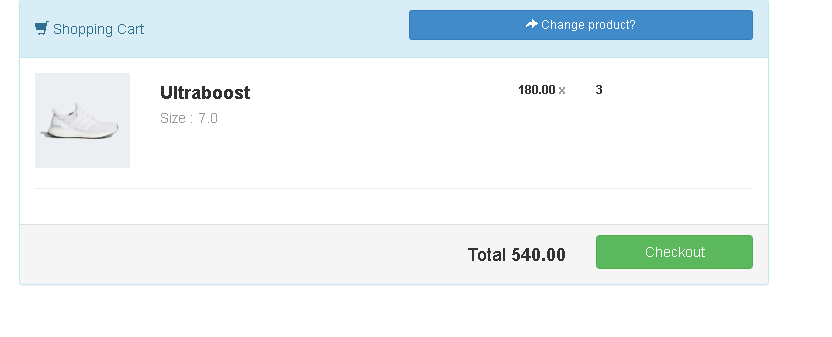 Shopping Cart
Change product?
Ultraboost
180.00 x 3
Size : 7.0
Total 540.00
Checkout